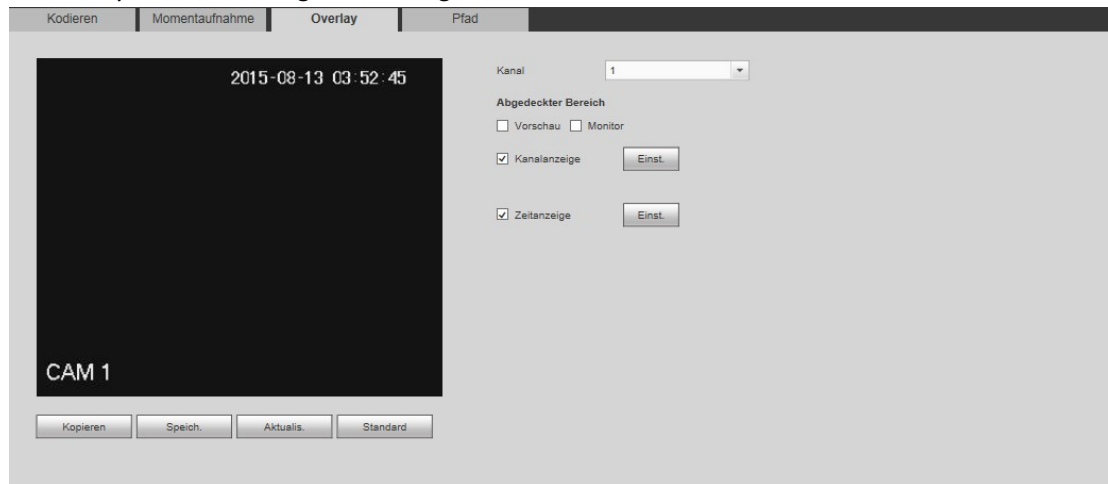 Kodieren Momentaufnahme Overlay Pfad
2015-08-13 03:52:45
CAM 1
Kopieren Speich. Aktualis. Standard
Kanal 1
Abgedeckter Bereich
Vorschau Monitor
Kanalanzeige Einst.
Zeitanzeige Einst.